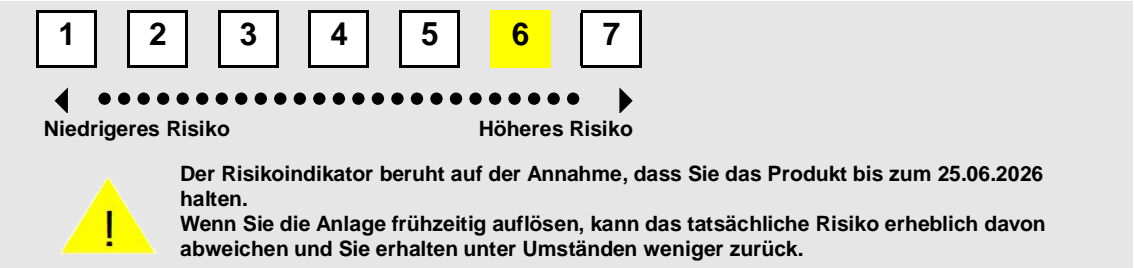 1 2 3 4 5 6 7
Niedrigeres Risiko Höheres Risiko
Der Risikoindikator beruht auf der Annahme, dass Sie das Produkt bis zum 25.06.2026
halten.
Wenn Sie die Anlage frühzeitig auflösen, kann das tatsächliche Risiko erheblich davon
abweichen und Sie erhalten unter Umständen weniger zurück.
!